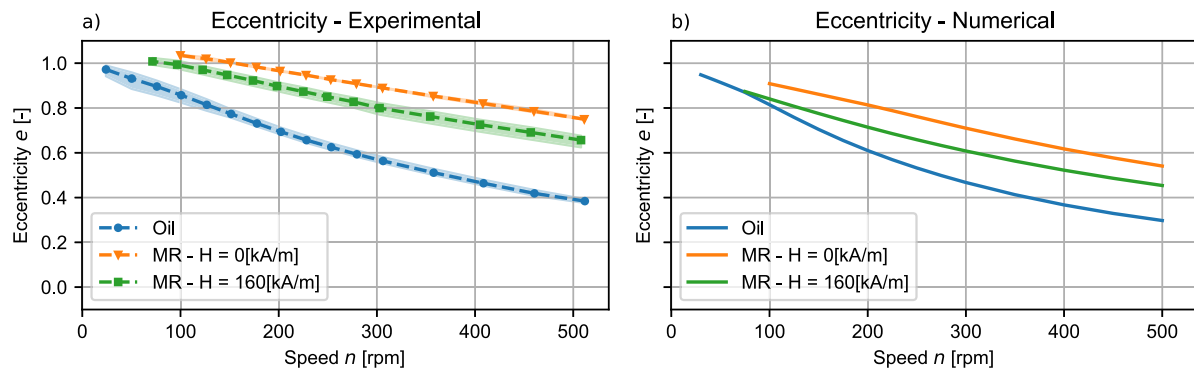 a)
Eccentricity - Experimental
Eccentricity e [-]
1.0
0.8
0.6
0.4
0.2
0.0
Oil
MR - H = 0[kA/m]
MR - H = 160[kA/m]
0 100 200 300 400 500
Speed n [rpm]
b)
Eccentricity - Numerical
Eccentricity e [-]
Oil
MR - H = 0[kA/m]
MR - H = 160[kA/m]
0 100 200 300 400 500
Speed n [rpm]